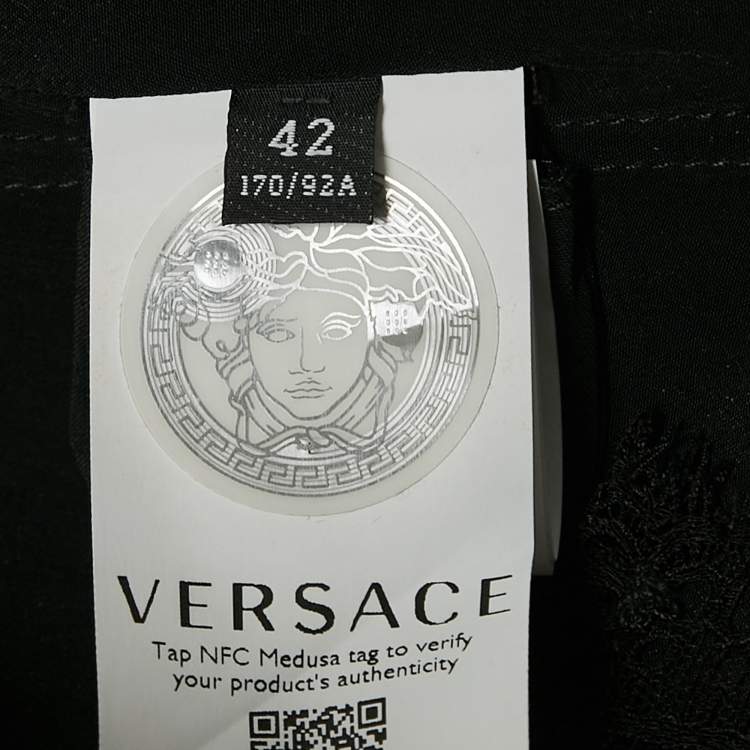 42
170/92A
VERSACE
Tap NFC Medusa tag to verify
your product's authenticity